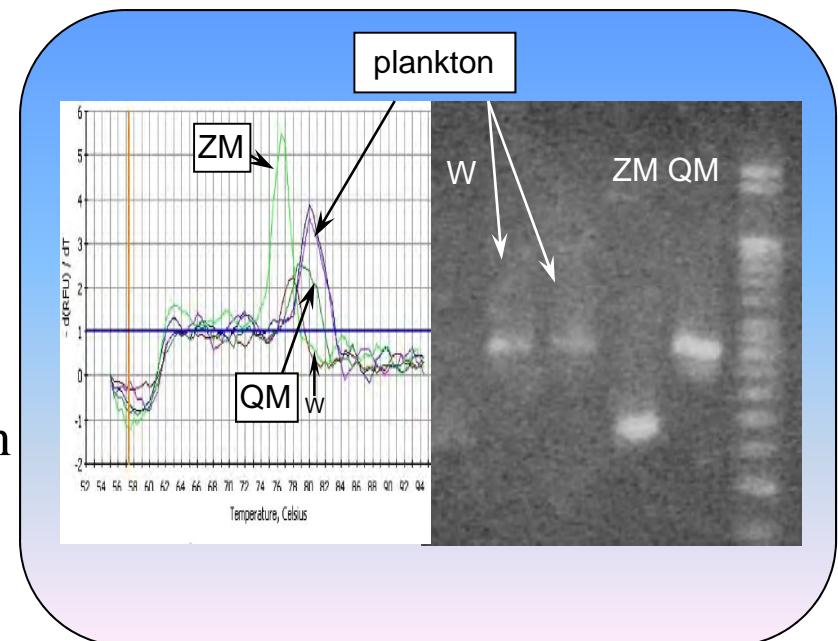 plankton
ZM
W
ZM QM
QM
W
- d(RFU) / dT
6
5
4
3
2
1
0
-1
-2
52 54 56 58 60 62 64 66 68 70 72 74 76 78 80 82 84 86 88 90 92 94
Temperature, Celsius
n